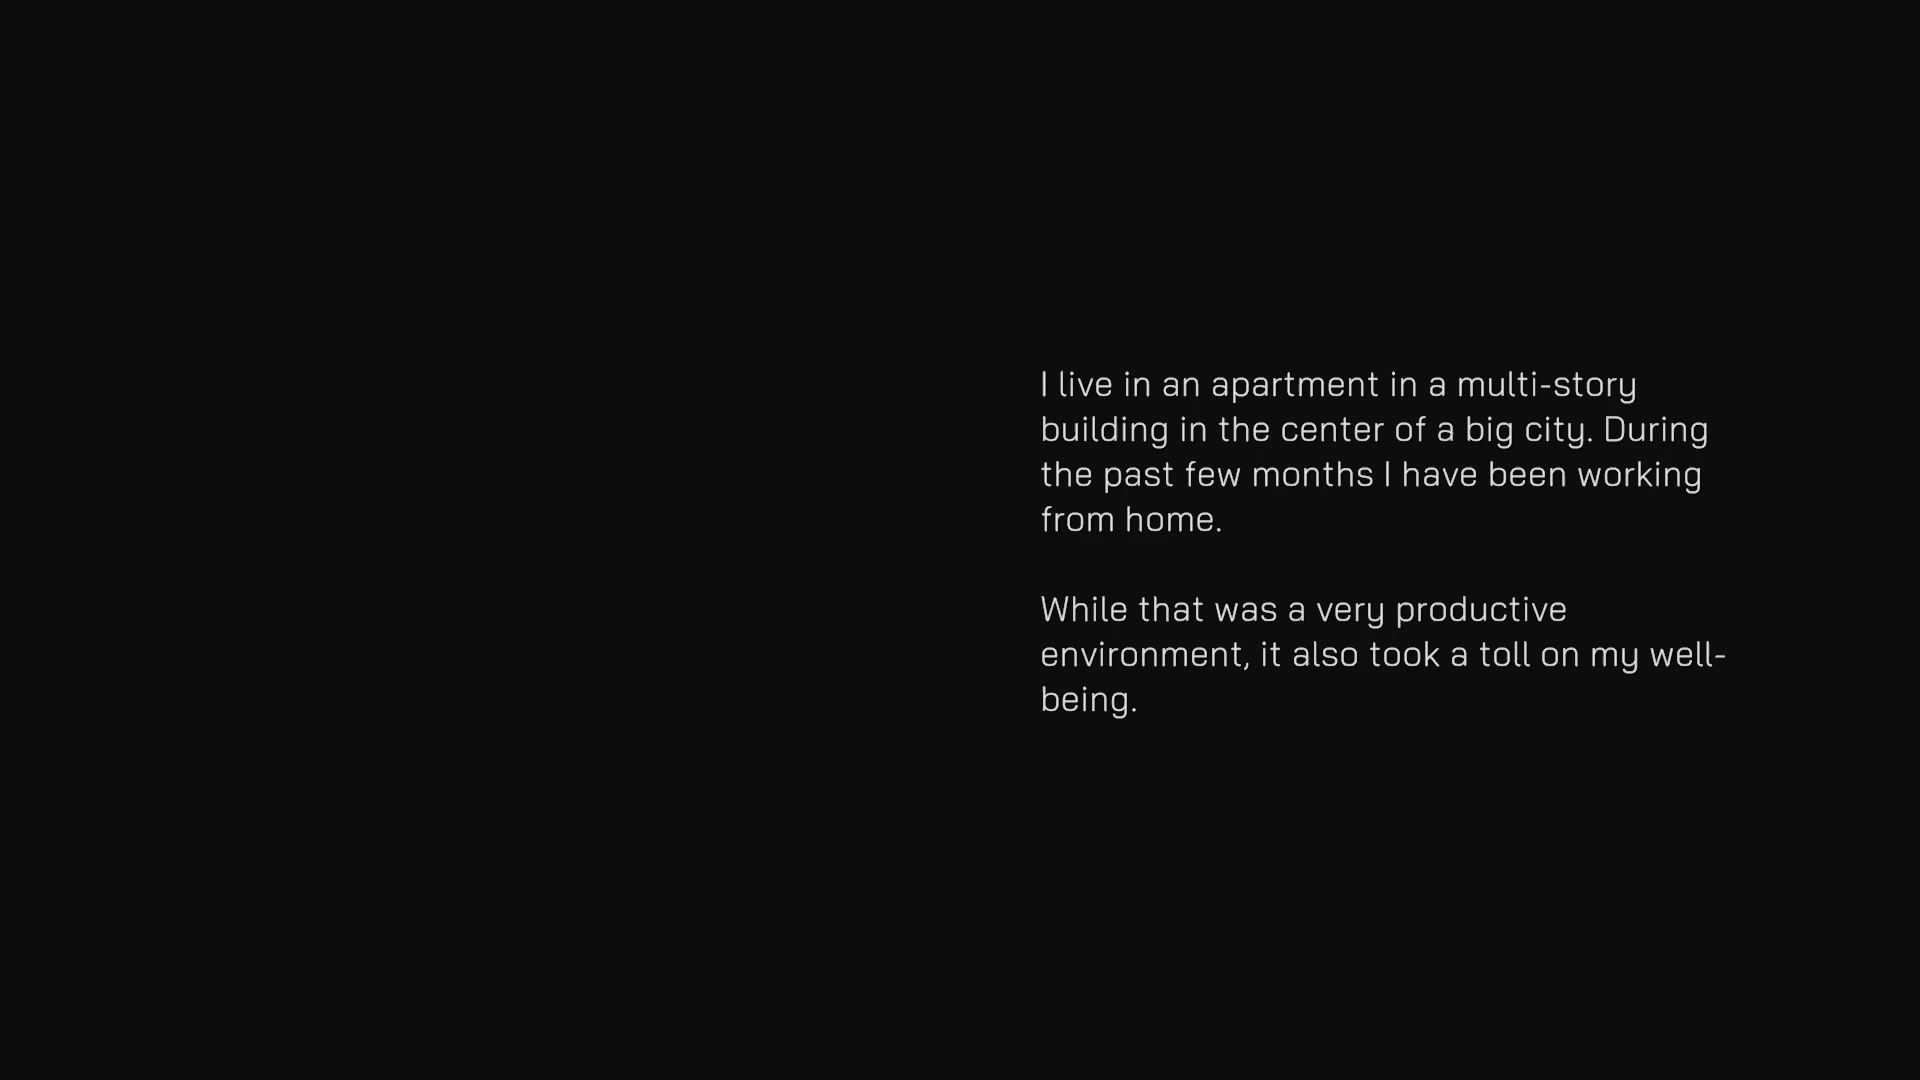 I live in an apartment in a multi-story
building in the center of a big city. During
the past few months I have been working
from home.
While that was a very productive
environment, it also took a toll on my well-
being.